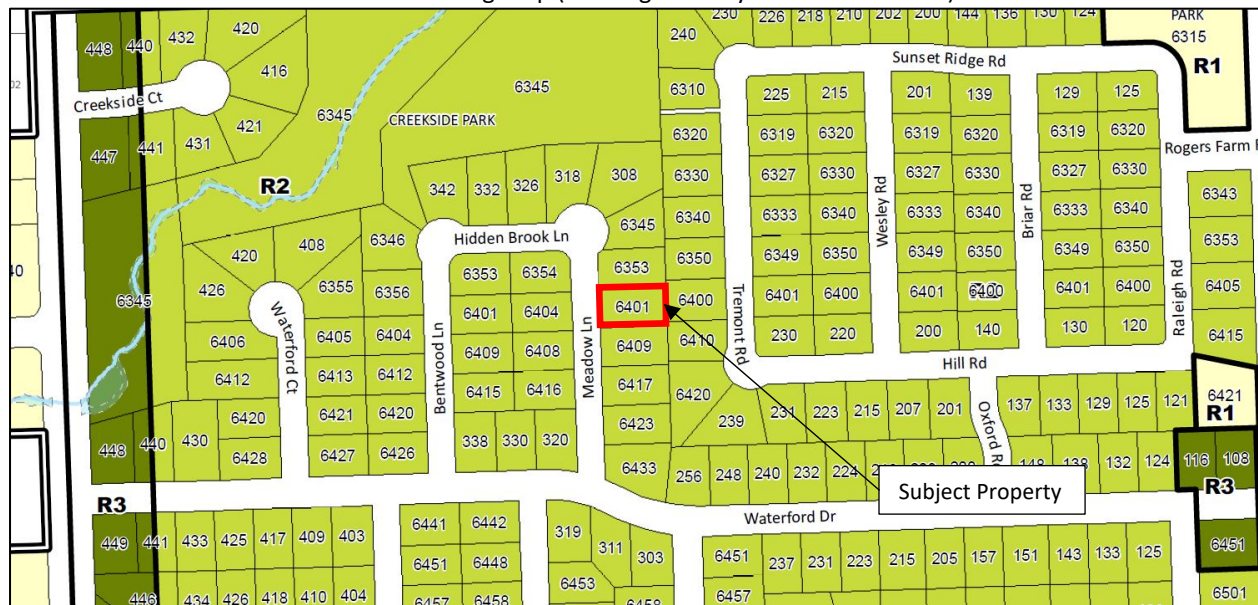 230 226 218 210 202 200 144 136 130 124
PARK
6315
R1
448 440 432 420
240
416
Sunset Ridge Rd
6345
6310
225 215 201 139 129 125
Creekside Ct
6345
CREEKSIDE PARK
421
431
441
447
6320 6319 6320 6319 6320 6319 6320
Rogers Farm
R2
342 332 326 318 308
6330 6327 6330 6327 6330 6327 6330
6343
6345
6340 6333 6340 6333 6340 6333 6340
Wesley Rd
Briar Rd
Hidden Brook Ln
6346
408
420
6353
6353 6354
6353
6350 6349 6350 6349 6350 6349 6350
426
6355 6356
6345
6405
6401 6404
6401
6400
6401 6400 6401 6400 6401 6400
Tremont Rd
Raleigh Rd
Waterford Ct
Bentwood Ln
Meadow Ln
6406
6405 6404
6409 6408
6409
6410
230 220 200 140 130 120
6415
6412
6413 6412
6415 6416
6417
Hill Rd
6420
6421
R1
6420
6421 6420
6423
239
231 223 215 207 201
Oxford Rd
137 133 129 125 121
448 440 430
6428
6427 6426
338 330 320
6433
256 248 240 232 224
132 124 116 108
Subject Property
R3
R3
Waterford Dr
449 441 433 425 417 409 403
6441 6442
319
311
303
6451 6448
6451
237 231 223 215 205 157 151 143 133 125
6451
6453
446 434 426 418 410 404
6457 6458
6457
6501